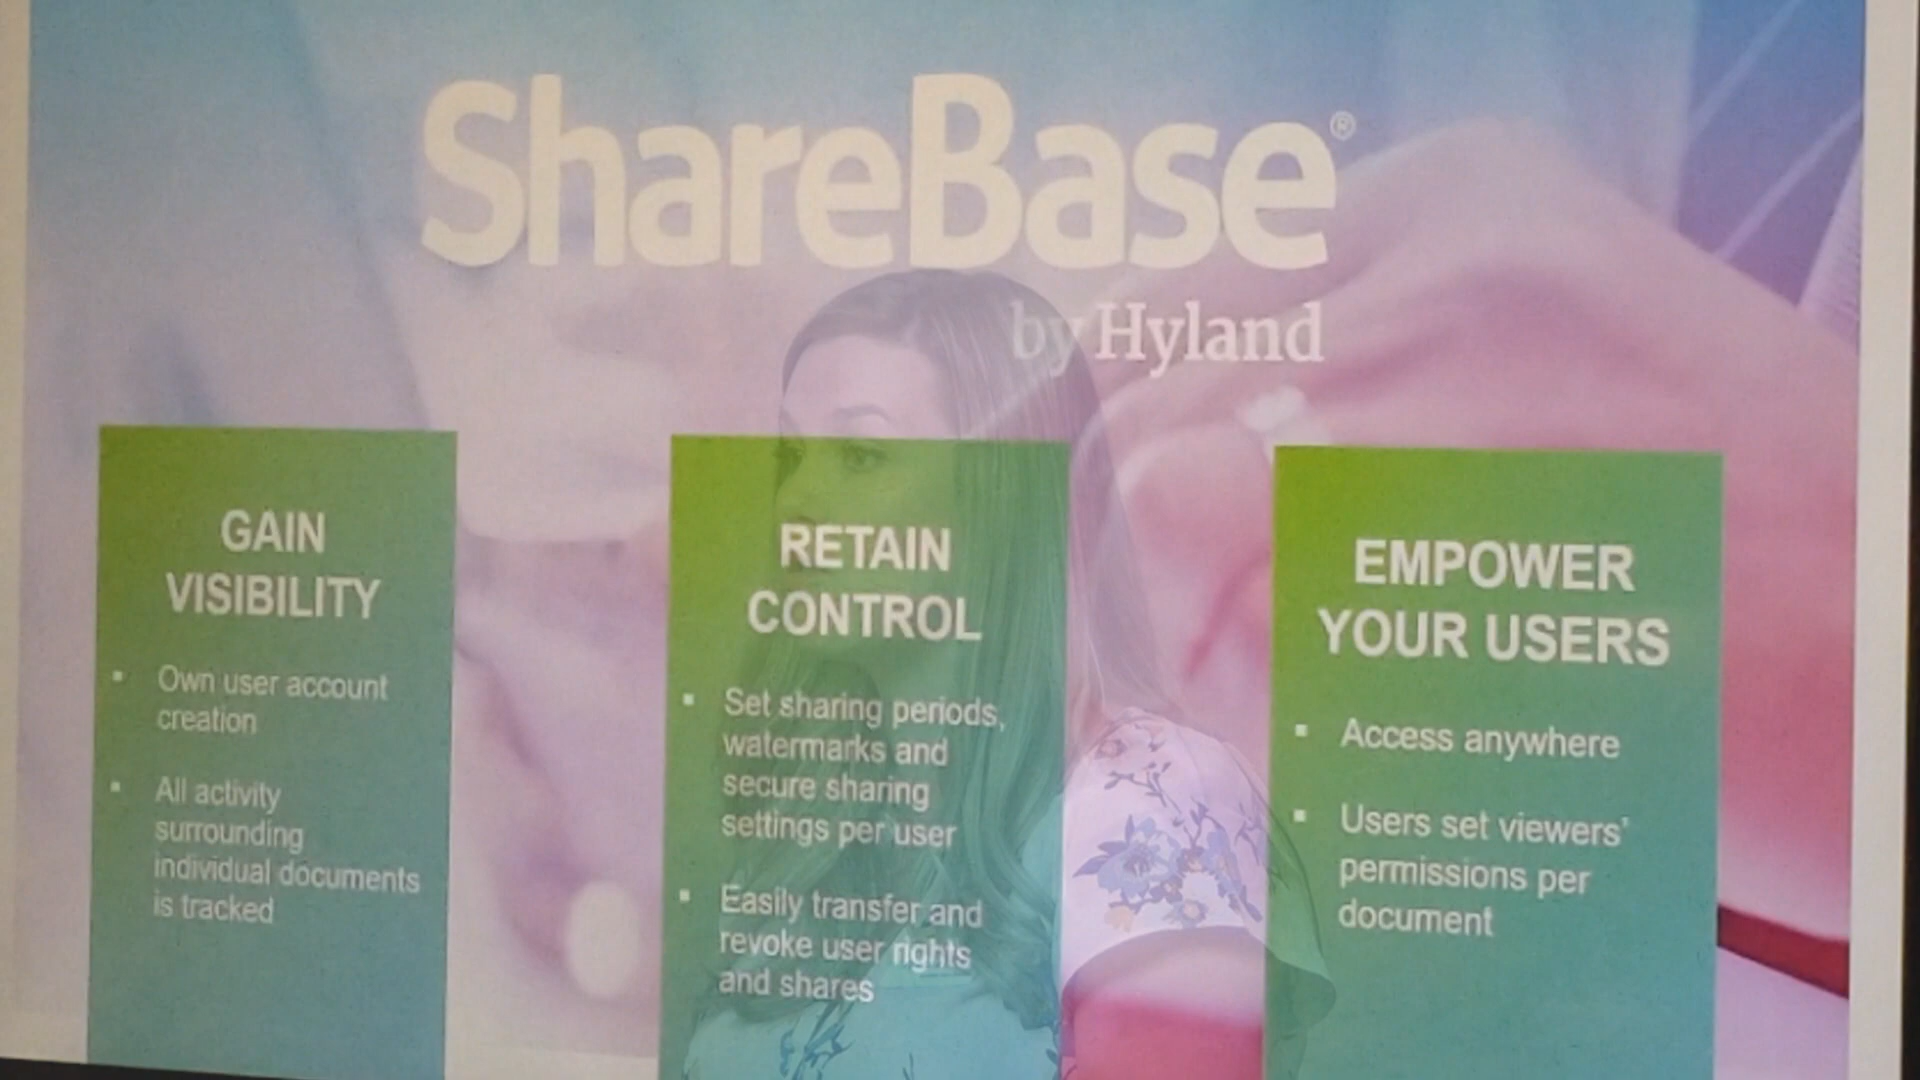 ShareBase®
by Hyland
GAIN
VISIBILITY
▪ Own user account
creation
▪ All activity
surrounding
individual documents
is tracked
RETAIN
CONTROL
▪ Set sharing periods,
watermarks and
secure sharing
settings per user
▪ Easily transfer and
revoke user rights
and shares
EMPOWER
YOUR USERS
▪ Access anywhere
▪ Users set viewers'
permissions per
document